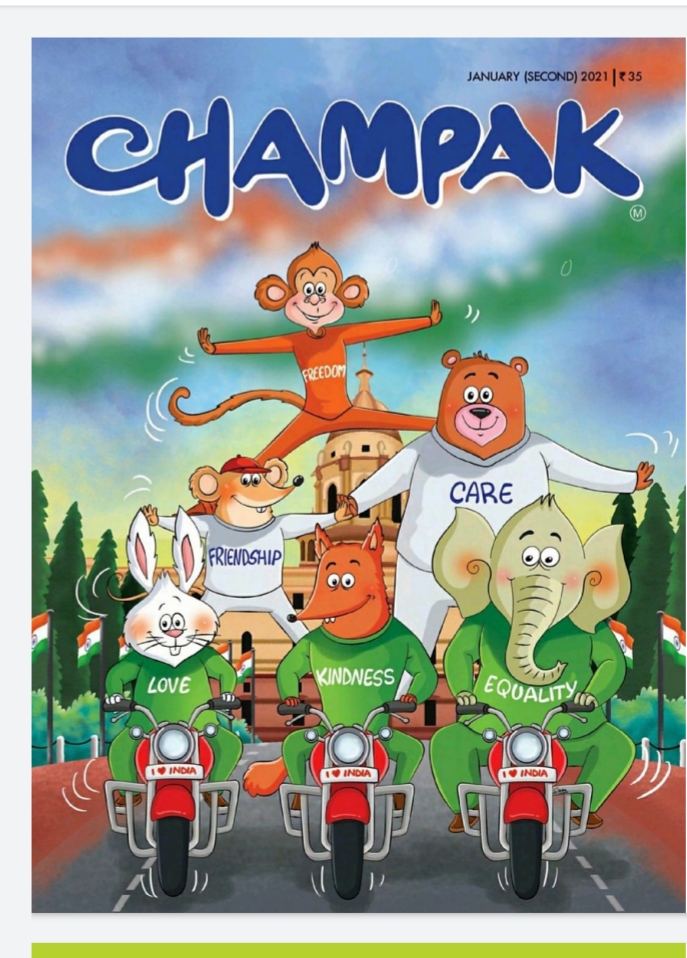 JANUARY (SECOND) 2021 | ₹ 35
CHAMPAK
M
FREEDOM
CARE
FRIENDSHIP
LOVE
KINDNESS
EQUALITY
I ♥ INDIA
I ♥ INDIA
I ♥ INDIA